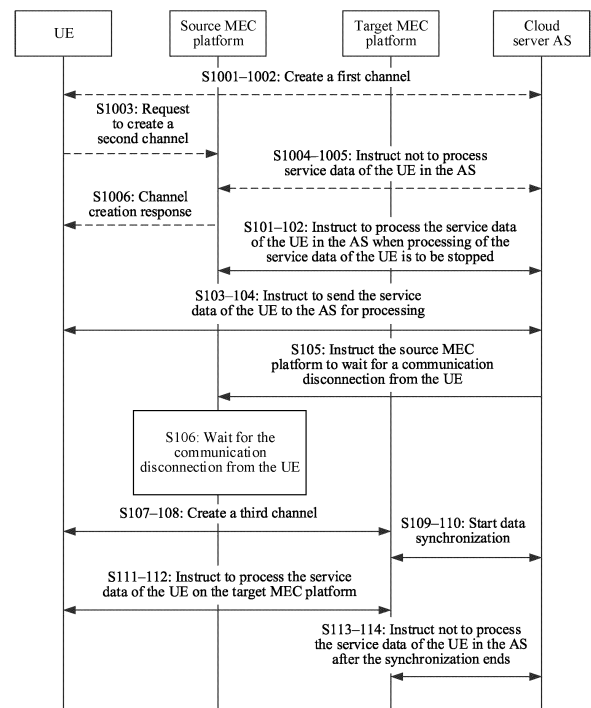 UE
Source MEC
platform
Target MEC
platform
Cloud
server AS
S1001–1002: Create a first channel
S1003: Request
to create a
second channel
S1004–1005: Instruct not to process
service data of the UE in the AS
S1006: Channel
creation response
S101–102: Instruct to process the service data
of the UE in the AS when processing of the
service data of the UE is to be stopped
S103–104: Instruct to send the service
data of the UE to the AS for processing
S105: Instruct the source MEC
platform to wait for a communication
disconnection from the UE
S106: Wait for the
communication
disconnection from the UE
S107–108: Create a third channel
S109–110: Start data
synchronization
S111–112: Instruct to process the service
data of the UE on the target MEC platform
S113–114: Instruct not to process
the service data of the UE in the AS
after the synchronization ends